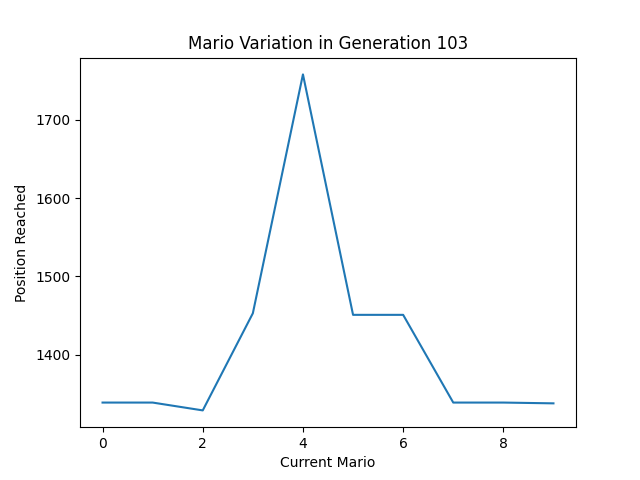 Mario Variation in Generation 103
Position Reached
1700
1600
1500
1400
0 2 4 6 8
Current Mario